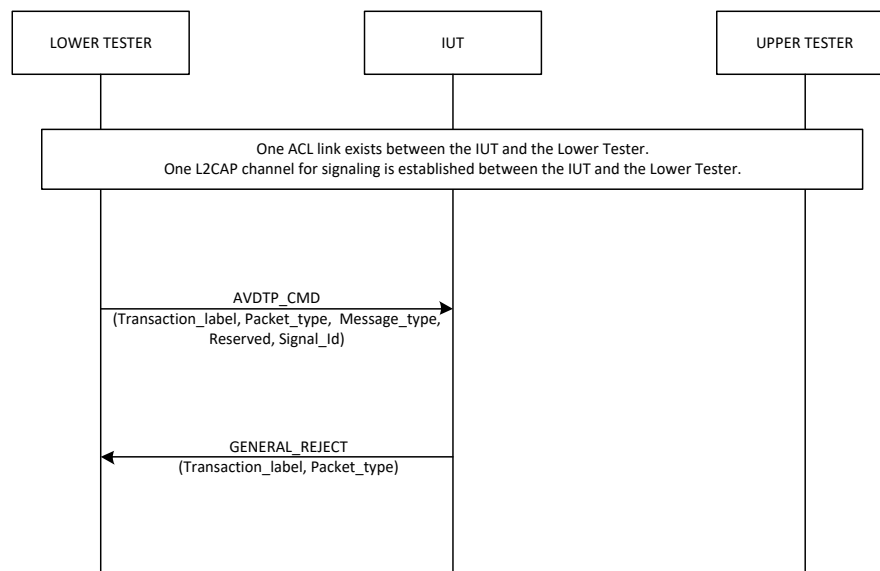 LOWER TESTER
IUT
UPPER TESTER
One ACL link exists between the IUT and the Lower Tester.
One L2CAP channel for signaling is established between the IUT and the Lower Tester.
AVDTP_CMD
(Transaction_label, Packet_type, Message_type,
Reserved, Signal_Id)
GENERAL_REJECT
(Transaction_label, Packet_type)